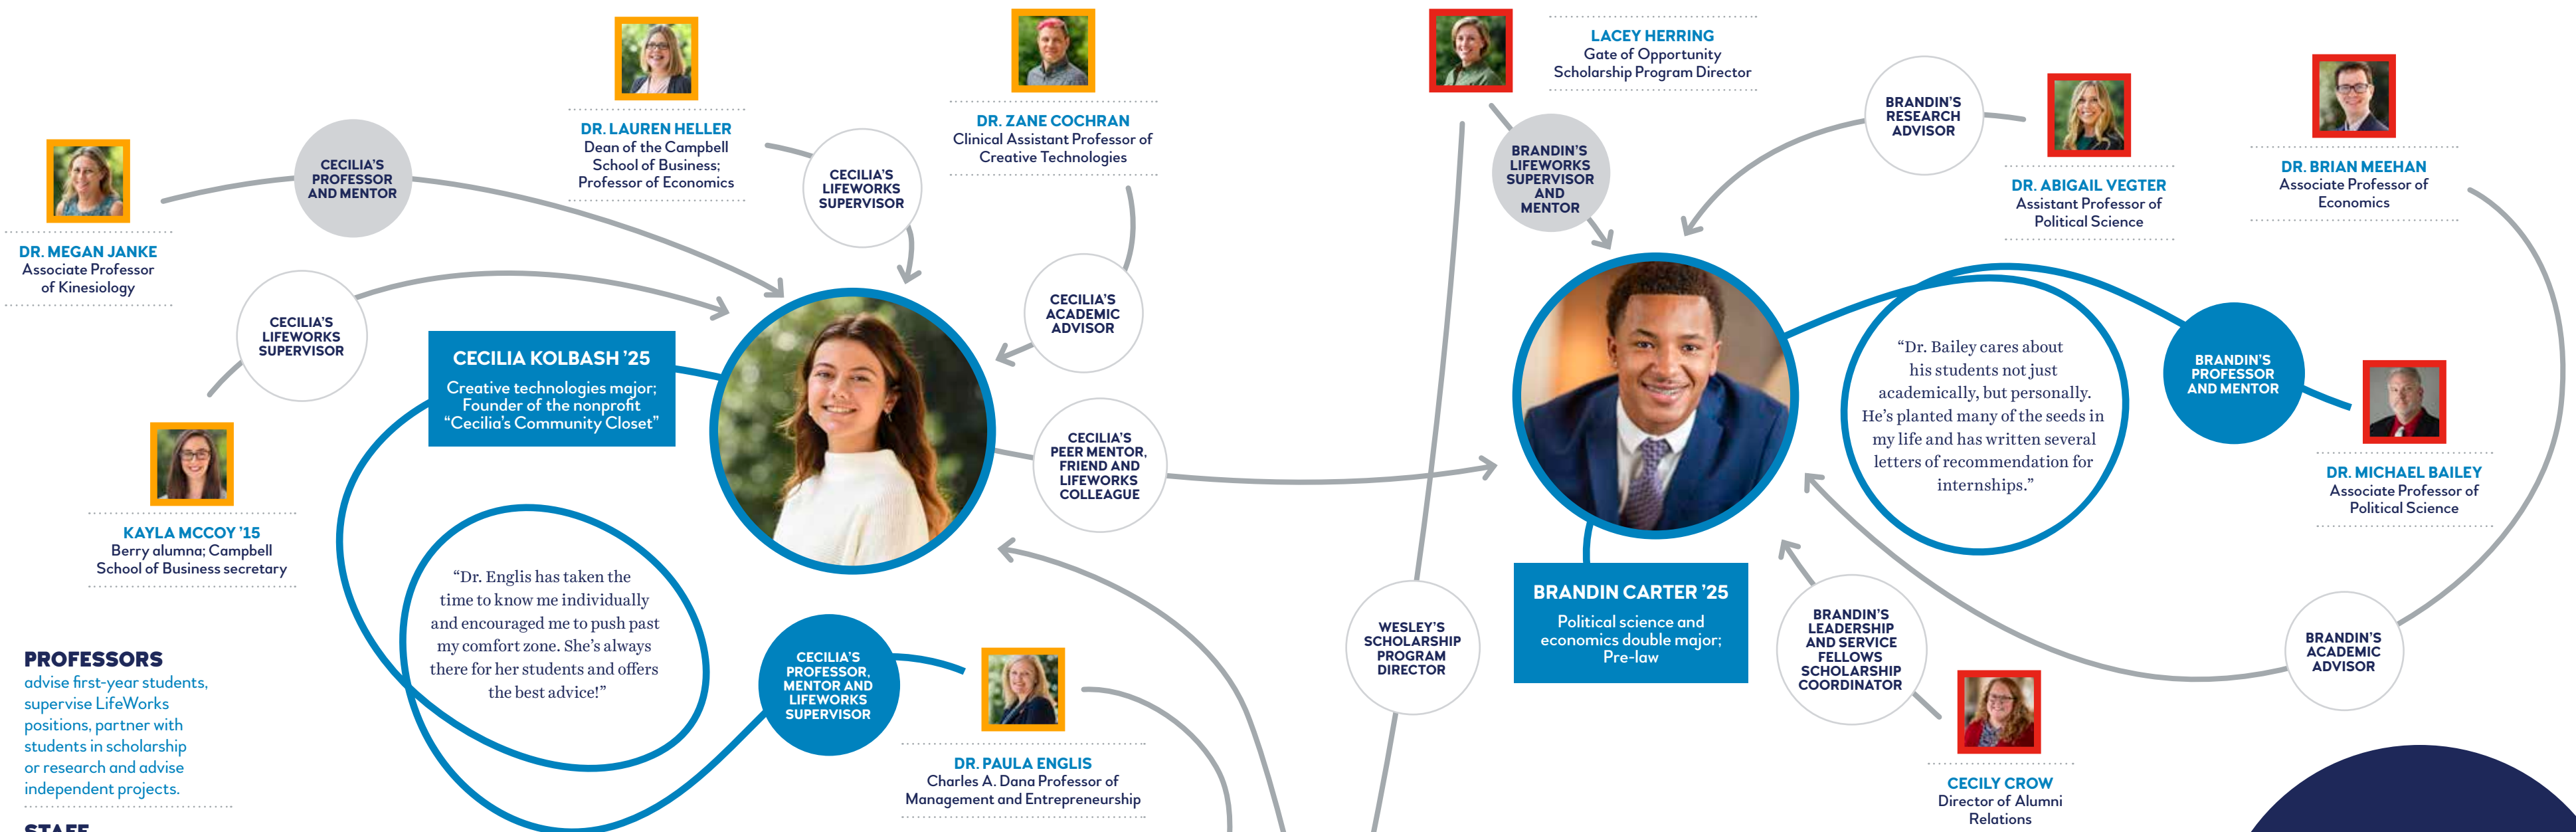 DR. MEGAN JANKE
Associate Professor
of Kinesiology
CECILIA'S
PROFESSOR
AND MENTOR
DR. LAUREN HELLER
Dean of the Campbell
School of Business;
Professor of Economics
CECILIA'S
LIFEWORKS
SUPERVISOR
DR. ZANE COCHRAN
Clinical Assistant Professor of
Creative Technologies
CECILIA'S
ACADEMIC
ADVISOR
CECILIA'S
LIFEWORKS
SUPERVISOR
KAYLA MCCOY ’15
Berry alumna; Campbell
School of Business secretary
CECILIA KOLBASH ’25
Creative technologies major;
Founder of the nonprofit
“Cecilia’s Community Closet”
CECILIA'S
PEER MENTOR,
FRIEND AND
LIFEWORKS
COLLEAGUE
“Dr. Englis has taken the
time to know me individually
and encouraged me to push past
my comfort zone. She’s always
there for her students and offers
the best advice!”
CECILIA'S
PROFESSOR,
MENTOR AND
LIFEWORKS
SUPERVISOR
DR. PAULA ENGLIS
Charles A. Dana Professor of
Management and Entrepreneurship
PROFESSORS
advise first-year students,
supervise LifeWorks
positions, partner with
students in scholarship
or research and advise
independent projects.
STAFF
LACEY HERRING
Gate of Opportunity
Scholarship Program Director
BRANDIN'S
LIFEWORKS
SUPERVISOR
AND
MENTOR
BRANDIN'S
RESEARCH
ADVISOR
DR. ABIGAIL VEGTER
Assistant Professor of
Political Science
DR. BRIAN MEEHAN
Associate Professor of
Economics
“Dr. Bailey cares about
his students not just
academically, but personally.
He’s planted many of the seeds in
my life and has written several
letters of recommendation for
internships.”
BRANDIN'S
PROFESSOR
AND MENTOR
DR. MICHAEL BAILEY
Associate Professor of
Political Science
WESLEY'S
SCHOLARSHIP
PROGRAM
DIRECTOR
BRANDIN CARTER ’25
Political science and
economics double major;
Pre-law
BRANDIN'S
LEADERSHIP
AND SERVICE
FELLOWS
SCHOLARSHIP
COORDINATOR
CECILY CROW
Director of Alumni
Relations
BRANDIN'S
ACADEMIC
ADVISOR